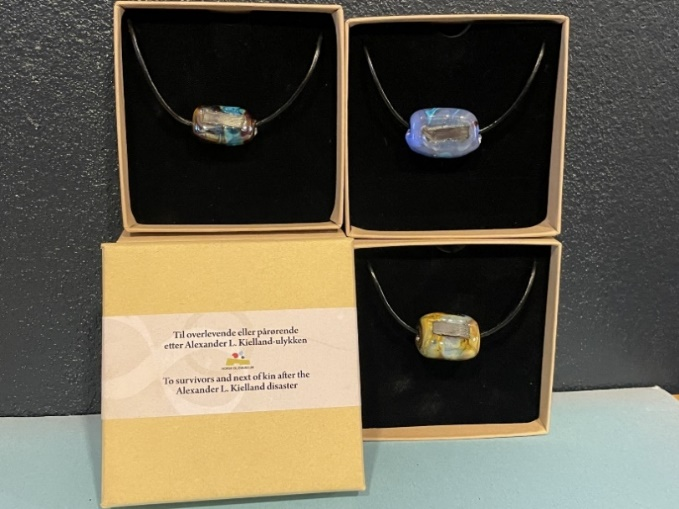 Til overlevende eller pårørende
etter Alexander L. Kielland-ulykken
To survivors and next of kin after the
Alexander L. Kielland disaster